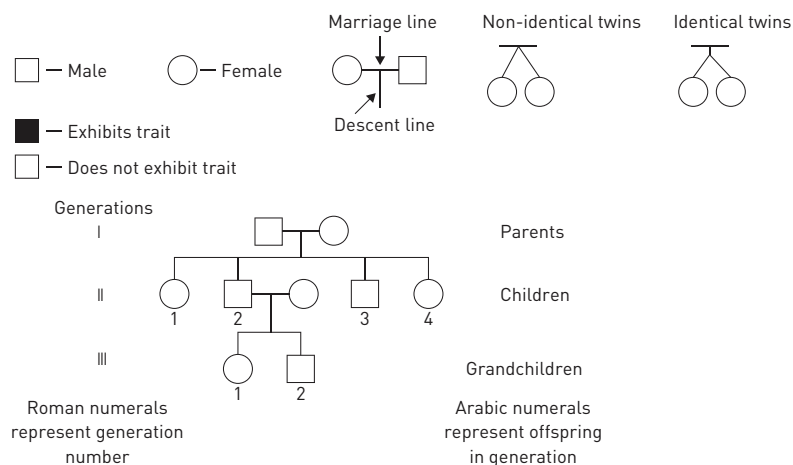 Marriage line Non-identical twins Identical twins
Male Female
Descent line
Exhibits trait
Does not exhibit trait
Generations
I Parents
II Children
1 2 3 4
III Grandchildren
1 2
Roman numerals
represent generation
number
Arabic numerals
represent offspring
in generation